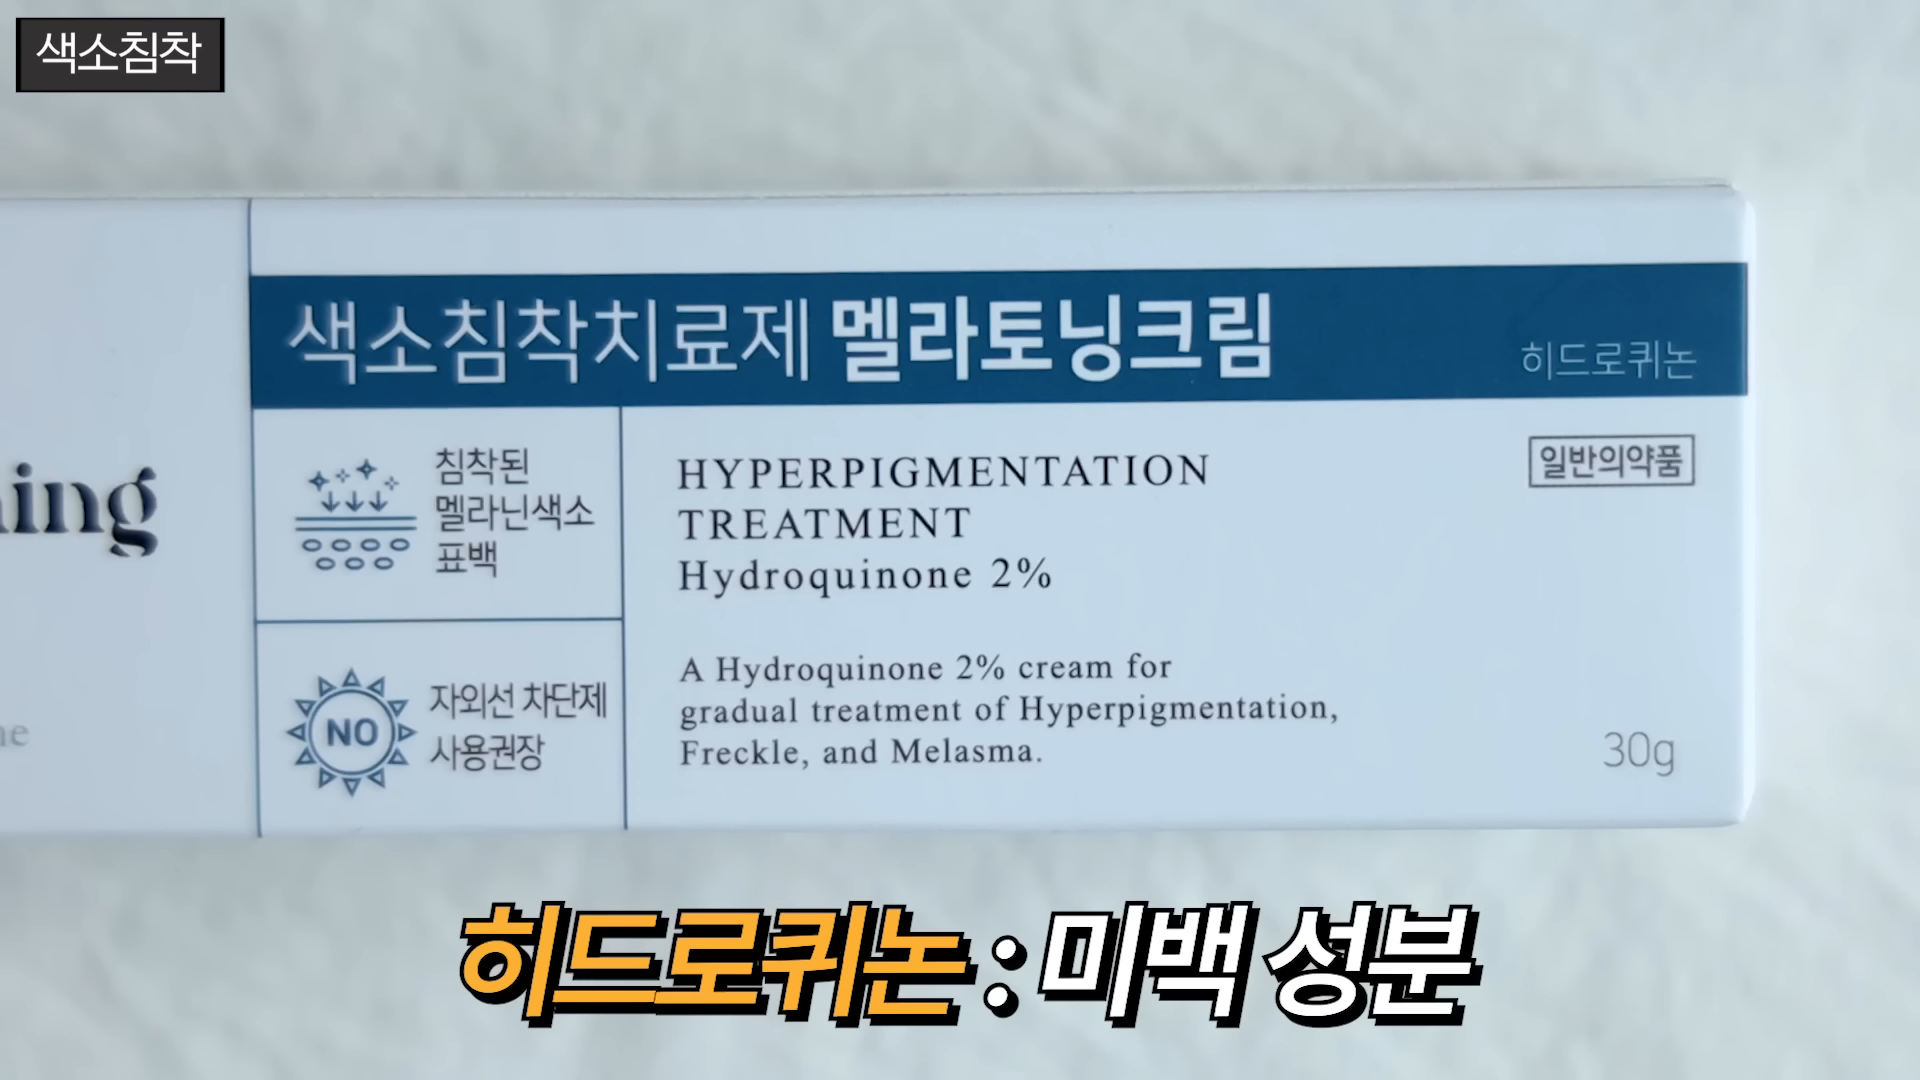 색소침착
색소침착치료제 멜라토닝크림
히드로퀴논
침착된
멜라닌색소
표백
HYPERPIGMENTATION
TREATMENT
Hydroquinone 2%
일반의약품
NO
자외선 차단제
사용권장
A Hydroquinone 2% cream for
gradual treatment of Hyperpigmentation,
Freckle, and Melasma.
30g
히드로퀴논 : 미백 성분